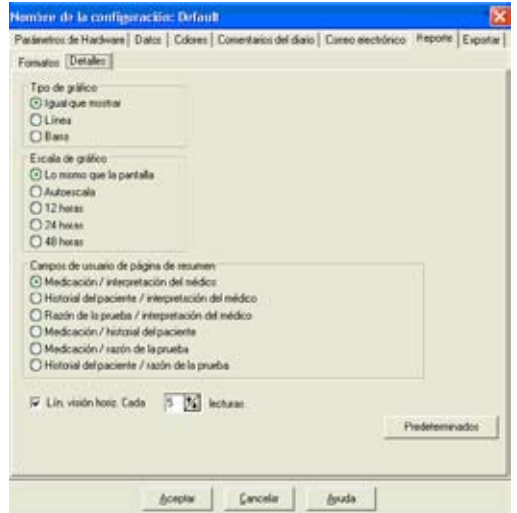 Nombre de la configuración: Default
Parámetros de Hardware Datos Colores Comentarios del diario Correo electrónico Reporte Exportar
Formatos Detalles
Tipo de gráfico
Igual que mostrar
Línea
Barra
Escala de gráfico
Lo mismo que la pantalla
Autoescala
12 horas
24 horas
48 horas
Campos de usuario de página de resumen
Medicación / interpretación del médico
Historial del paciente / interpretación del médico
Razón de la prueba / interpretación del médico
Medicación / historial del paciente
Medicación / razón de la prueba
Historial del paciente / razón de la prueba
Lín. visión horiz. Cada 5 lecturas.
Predeterminados
Aceptar Cancelar Ayuda